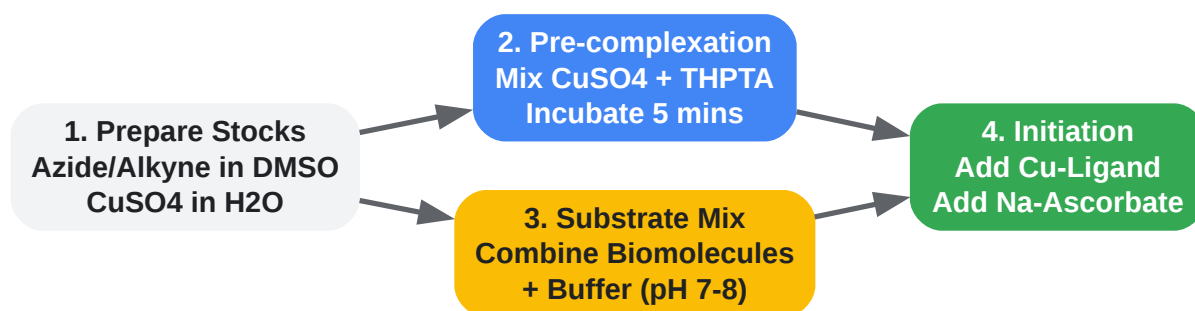 1. Prepare Stocks
Azide/Alkyne in DMSO
CuSO4 in H2O
2. Pre-complexation
Mix CuSO4 + THPTA
Incubate 5 mins
3. Substrate Mix
Combine Biomolecules
+ Buffer (pH 7-8)
4. Initiation
Add Cu-Ligand
Add Na-Ascorbate